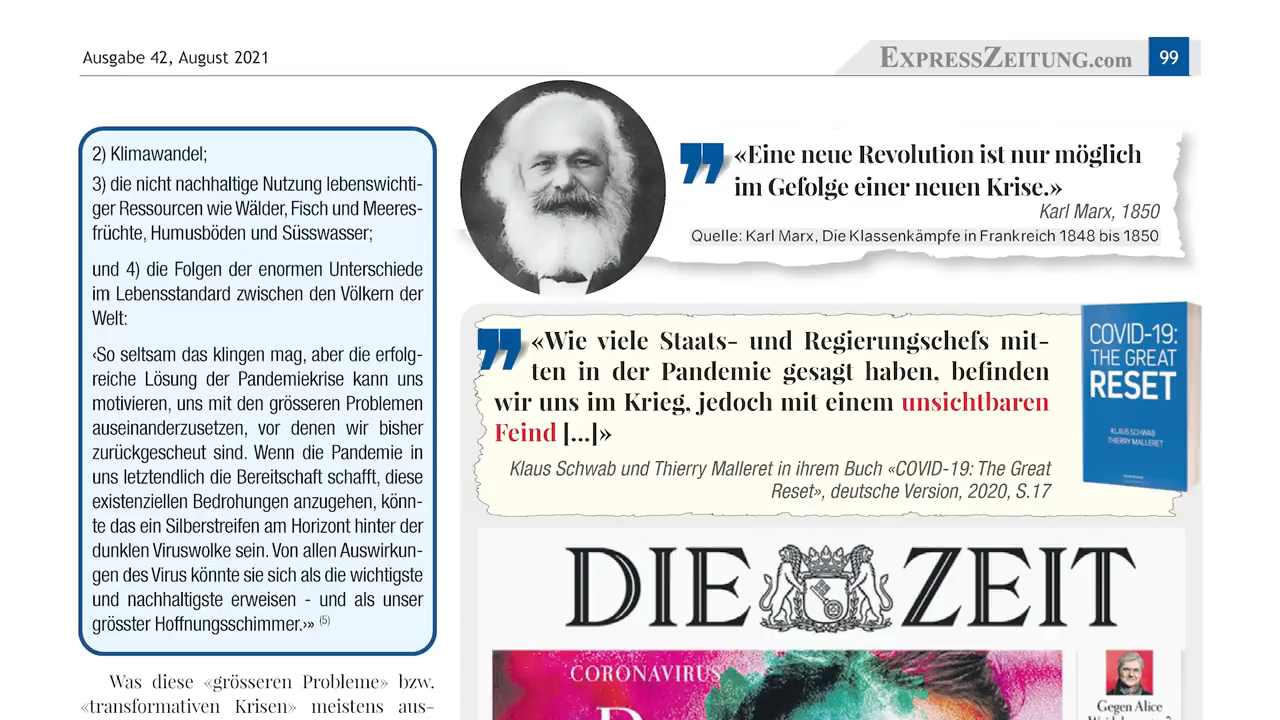 Ausgabe 42, August 2021
EXPRESSZEITUNG.com
99
2) Klimawandel;
3) die nicht nachhaltige Nutzung lebenswichti-
ger Ressourcen wie Wälder, Fisch und Meeres-
früchte, Humusböden und Süsswasser;
und 4) die Folgen der enormen Unterschiede
im Lebensstandard zwischen den Völkern der
Welt:
‹So seltsam das klingen mag, aber die erfolg-
reiche Lösung der Pandemiekrise kann uns
motivieren, uns mit den grösseren Problemen
auseinanderzusetzen, vor denen wir bisher
zurückgescheut sind. Wenn die Pandemie in
uns letztendlich die Bereitschaft schafft, diese
existenziellen Bedrohungen anzugehen, könn-
te das ein Silberstreifen am Horizont hinter der
dunklen Viruswolke sein. Von allen Auswirkun-
gen des Virus könnte sie sich als die wichtigste
und nachhaltigste erweisen - und als unser
grösster Hoffnungsschimmer.›» (5)
Was diese «grösseren Probleme» bzw.
«transformativen Krisen» meistens aus-
«Eine neue Revolution ist nur möglich
im Gefolge einer neuen Krise.»
Karl Marx, 1850
Quelle: Karl Marx, Die Klassenkämpfe in Frankreich 1848 bis 1850
«Wie viele Staats- und Regierungschefs mit-
ten in der Pandemie gesagt haben, befinden
wir uns im Krieg, jedoch mit einem unsichtbaren
Feind [...]»
Klaus Schwab und Thierry Malleret in ihrem Buch «COVID-19: The Great
Reset», deutsche Version, 2020, S.17
COVID-19:
THE GREAT
RESET
KLAUS SCHWAB
THIERRY MALLERET
DIE ZEIT
CORONAVIRUS
Gegen Alice